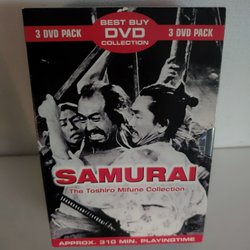 3 DVD PACK
BEST BUY
DVD
COLLECTION
3 DVD PACK
SAMURAI
The Toshiro Mifune Collection
APPROX. 310 MIN. PLAYINGTIME